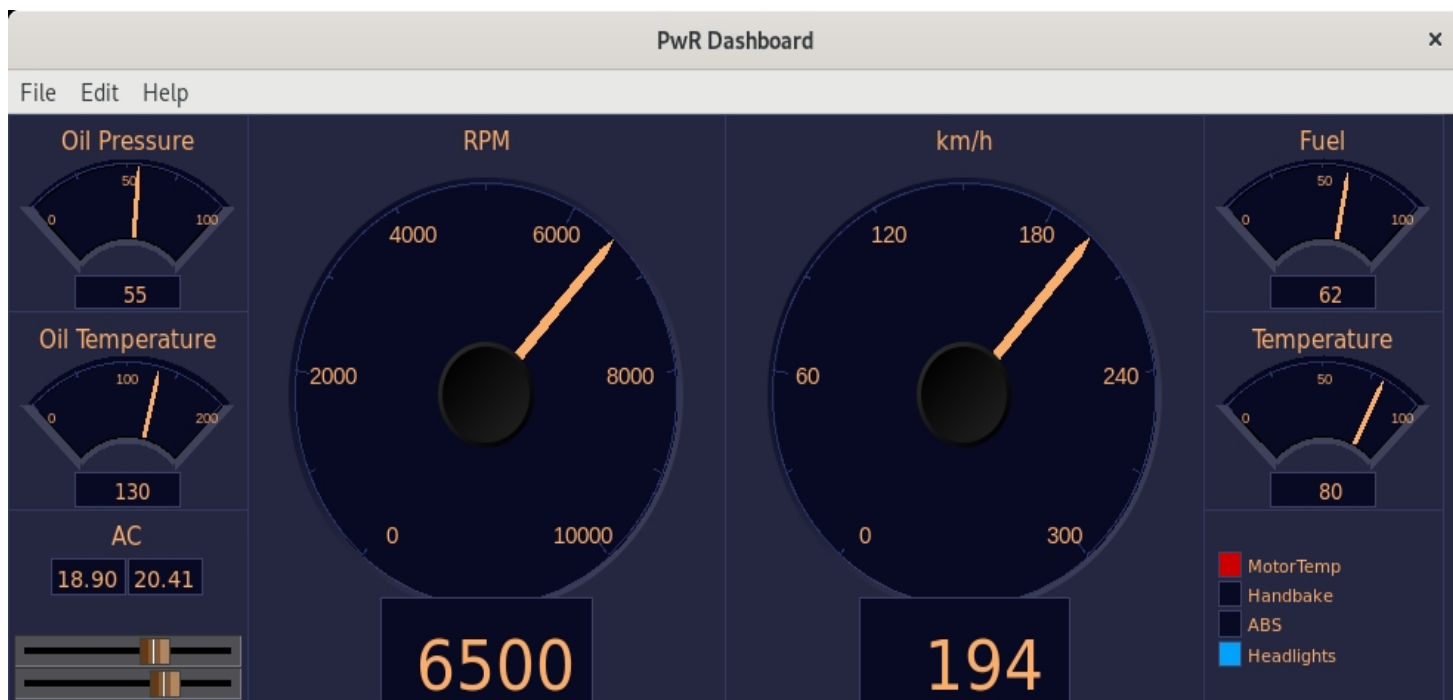 PwR Dashboard ×
File Edit Help
Oil Pressure
0 50 100
55
Oil Temperature
0 100 200
130
AC
18.90 20.41
RPM
0 2000 4000 6000 8000 10000
6500
km/h
0 60 120 180 240 300
194
Fuel
0 50 100
62
Temperature
0 50 100
80
MotorTemp
Handbake
ABS
Headlights